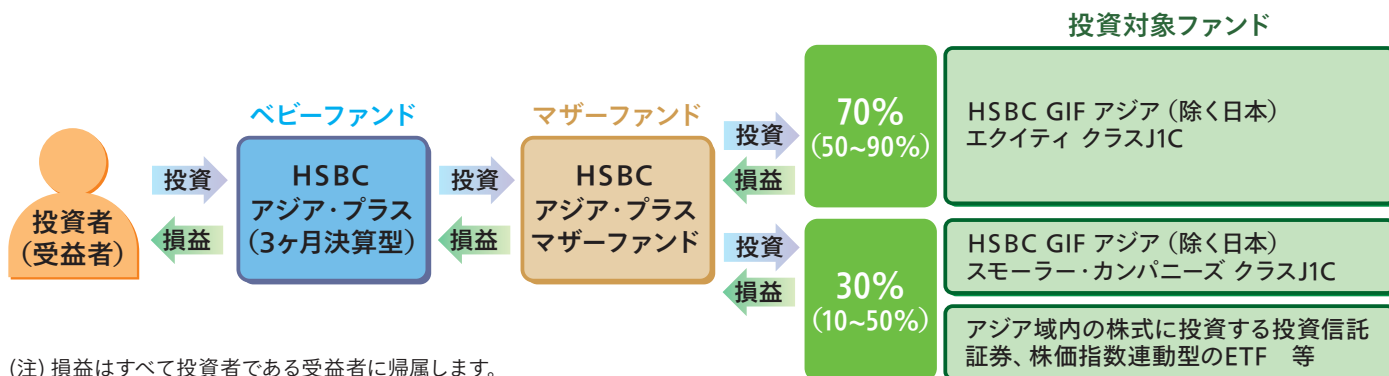 投資対象ファンド
ベビーファンド
マザーファンド
投資者
(受益者)
投資
損益
HSBC
アジア・プラス
(3ヶ月決算型)
投資
損益
HSBC
アジア・プラス
マザーファンド
投資
損益
70%
(50~90%)
HSBC GIF アジア (除く日本)
エクイティ クラスJ1C
投資
損益
30%
(10~50%)
HSBC GIF アジア (除く日本)
スモーラー・カンパニーズ クラスJ1C
アジア域内の株式に投資する投資信託
証券、株価指数連動型のETF 等
(注) 損益はすべて投資者である受益者に帰属します。